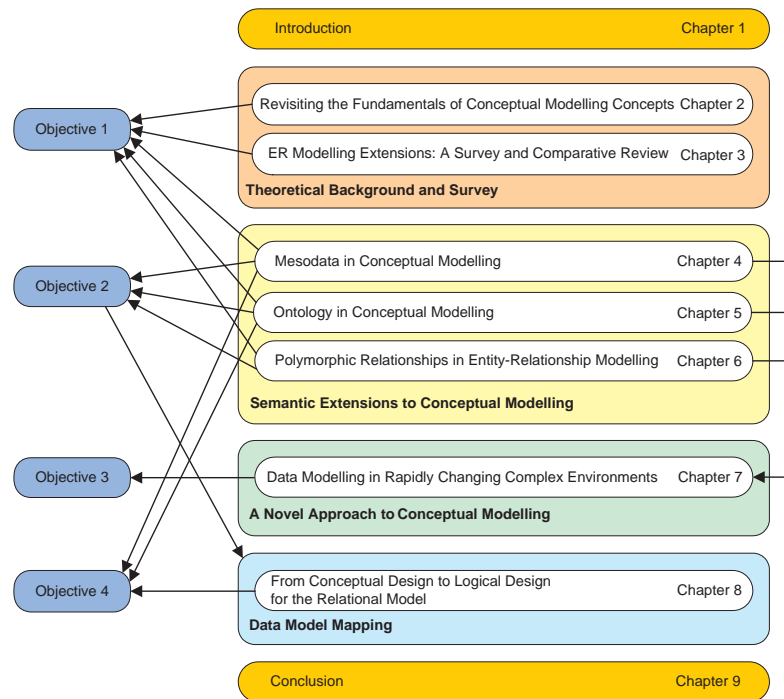 Introduction Chapter 1
Objective 1
Revisiting the Fundamentals of Conceptual Modelling Concepts Chapter 2
ER Modelling Extensions: A Survey and Comparative Review Chapter 3
Theoretical Background and Survey
Objective 2
Mesodata in Conceptual Modelling Chapter 4
Ontology in Conceptual Modelling Chapter 5
Polymorphic Relationships in Entity-Relationship Modelling Chapter 6
Semantic Extensions to Conceptual Modelling
Objective 3
Data Modelling in Rapidly Changing Complex Environments Chapter 7
A Novel Approach to Conceptual Modelling
Objective 4
From Conceptual Design to Logical Design
for the Relational Model Chapter 8
Data Model Mapping
Conclusion Chapter 9